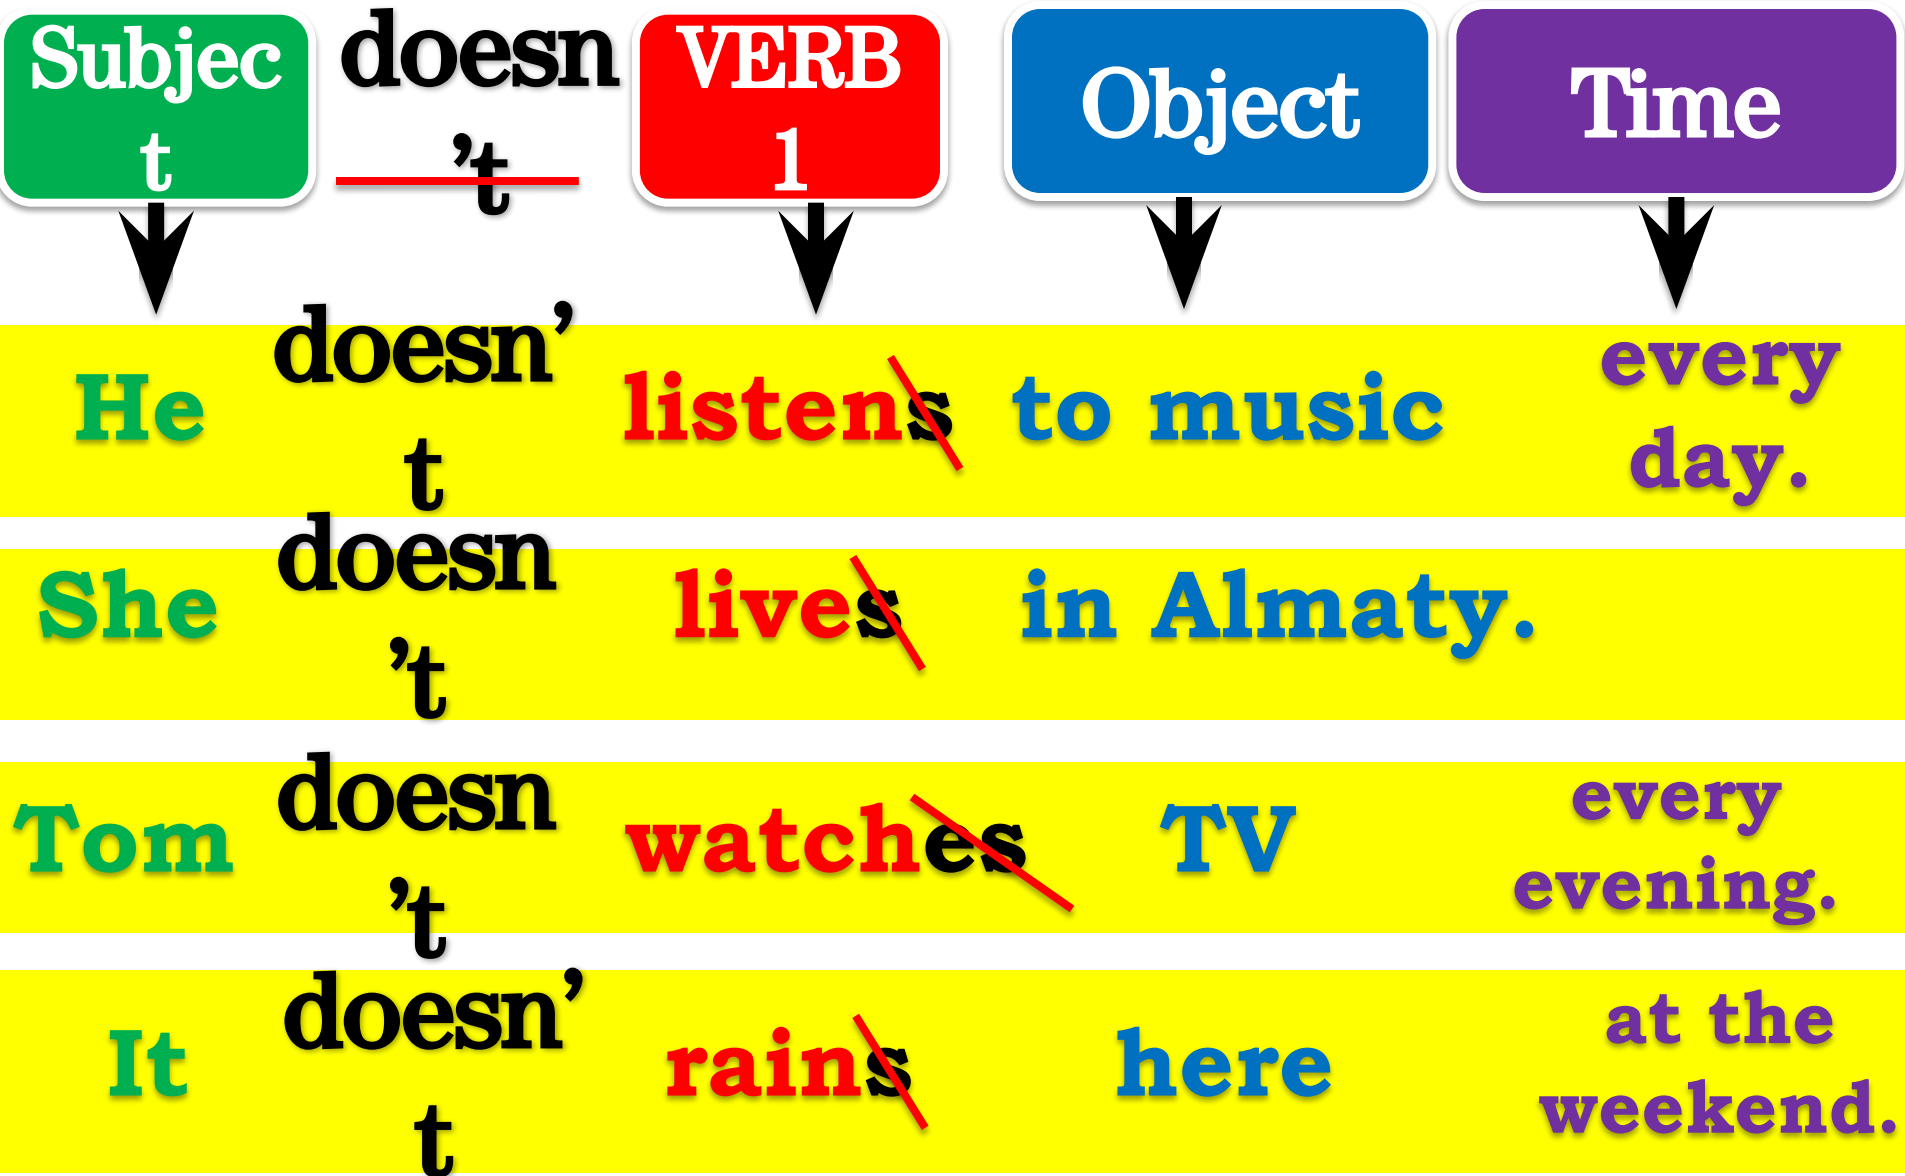 Subjec
t
doesn
’t
VERB
1
Object
Time
He
doesn’
t
listens
to music
every
day.
She
doesn
’t
lives
in Almaty.
Tom
doesn
’t
watches
TV
every
evening.
It
doesn’
t
rains
here
at the
weekend.